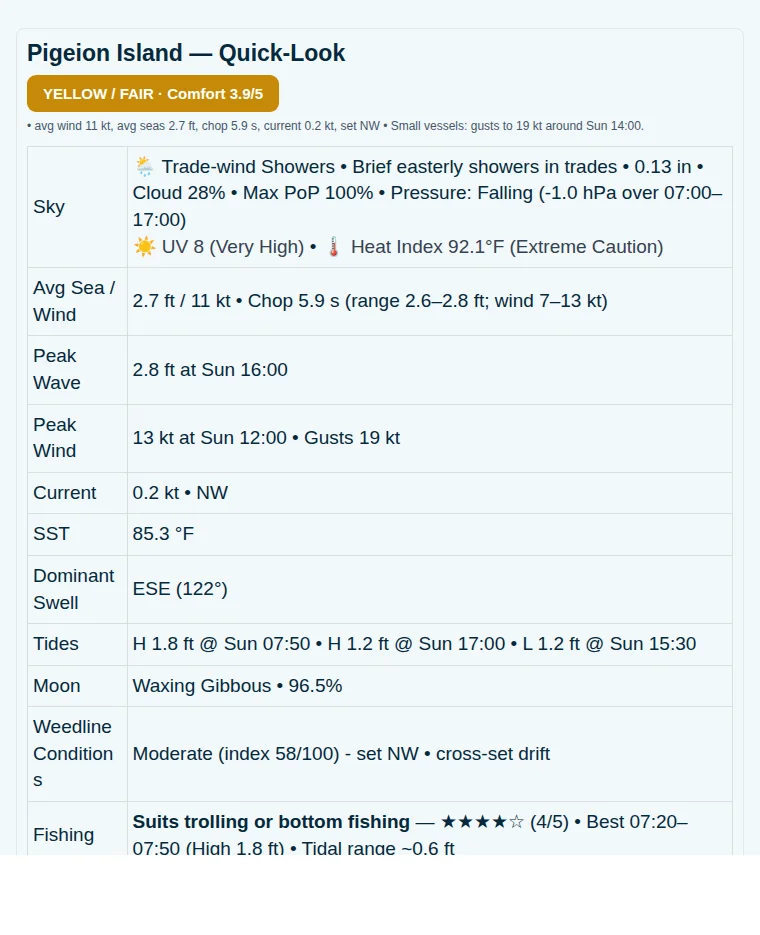 Pigeion Island — Quick-Look
YELLOW / FAIR · Comfort 3.9/5
• avg wind 11 kt, avg seas 2.7 ft, chop 5.9 s, current 0.2 kt, set NW • Small vessels: gusts to 19 kt around Sun 14:00.
Sky
🌦️ Trade-wind Showers • Brief easterly showers in trades • 0.13 in •
Cloud 28% • Max PoP 100% • Pressure: Falling (-1.0 hPa over 07:00–
17:00)
☀️ UV 8 (Very High) • 🌡️ Heat Index 92.1°F (Extreme Caution)
Avg Sea /
Wind
2.7 ft / 11 kt • Chop 5.9 s (range 2.6–2.8 ft; wind 7–13 kt)
Peak
Wave
2.8 ft at Sun 16:00
Peak
Wind
13 kt at Sun 12:00 • Gusts 19 kt
Current
0.2 kt • NW
SST
85.3 °F
Dominant
Swell
ESE (122°)
Tides
H 1.8 ft @ Sun 07:50 • H 1.2 ft @ Sun 17:00 • L 1.2 ft @ Sun 15:30
Moon
Waxing Gibbous • 96.5%
Weedline
Condition
s
Moderate (index 58/100) - set NW • cross-set drift
Fishing
Suits trolling or bottom fishing — ★★★★☆ (4/5) • Best 07:20–
07:50 (High 1.8 ft) • Tidal range ~0.6 ft